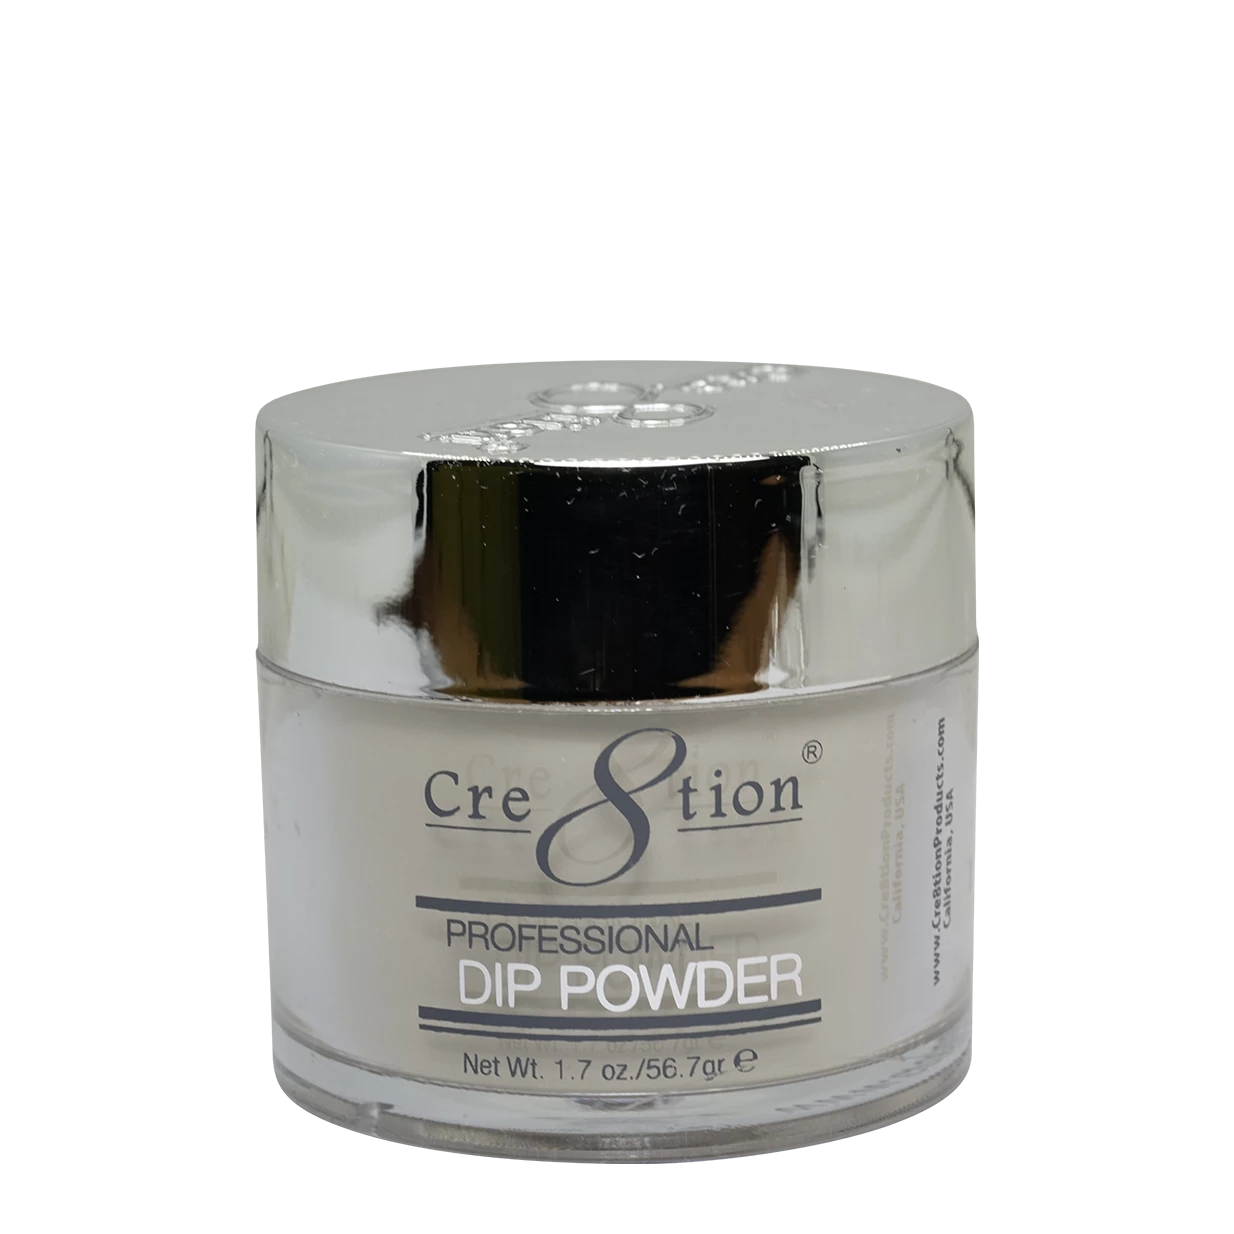 Cre8tion®
PROFESSIONAL
DIP POWDER
Net Wt. 1.7 oz./56.7gr ℮
www.Cre8tionProducts.com
California, USA